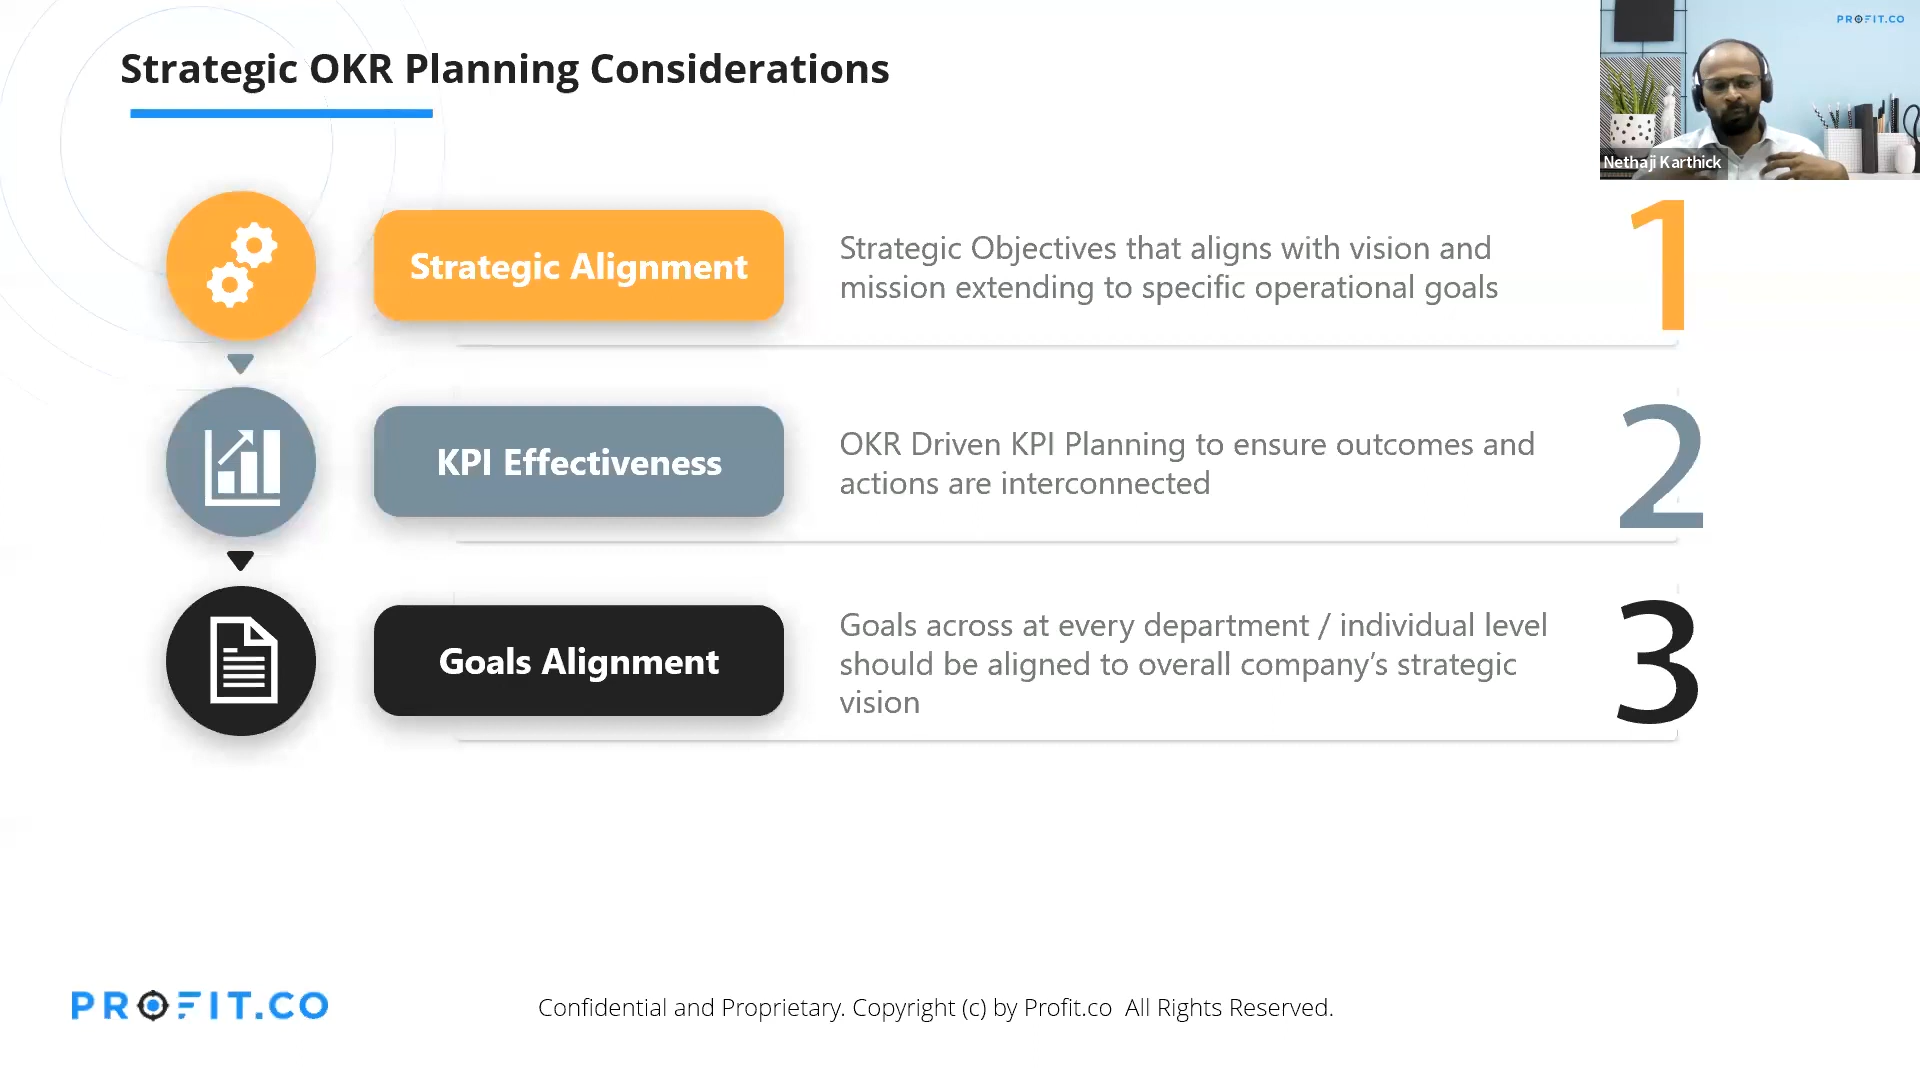 Strategic OKR Planning Considerations
PROFIT.CO
Nethaji Karthick
Strategic Alignment
Strategic Objectives that aligns with vision and
mission extending to specific operational goals
1
KPI Effectiveness
OKR Driven KPI Planning to ensure outcomes and
actions are interconnected
2
Goals Alignment
Goals across at every department / individual level
should be aligned to overall company’s strategic
vision
3
PROFIT.CO
Confidential and Proprietary. Copyright (c) by Profit.co  All Rights Reserved.